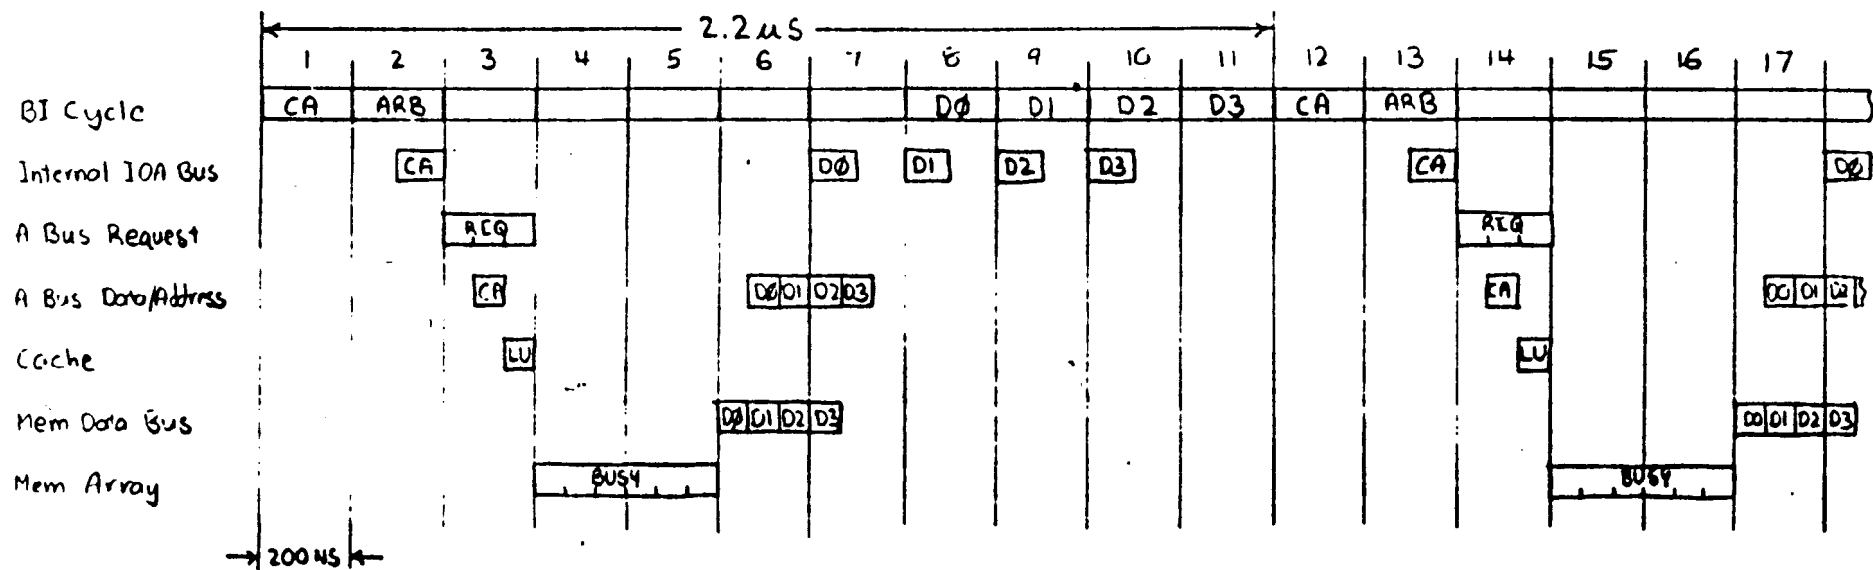 2.2 µS
1 2 3 4 5 6 7 8 9 10 11 12 13 14 15 16 17
BI Cycle CA ARB DØ D1 D2 D3 CA ARB
Internal IOA Bus CA DØ D1 D2 D3 CA DØ
A Bus Request REQ REQ
A Bus Data/Address CA DØ D1 D2 D3 CA D0 D1 D2
Cache LU LU
Mem Data Bus DØ D1 D2 D3 D0 D1 D2 D3
Mem Array BUSY BUSY
200 NS